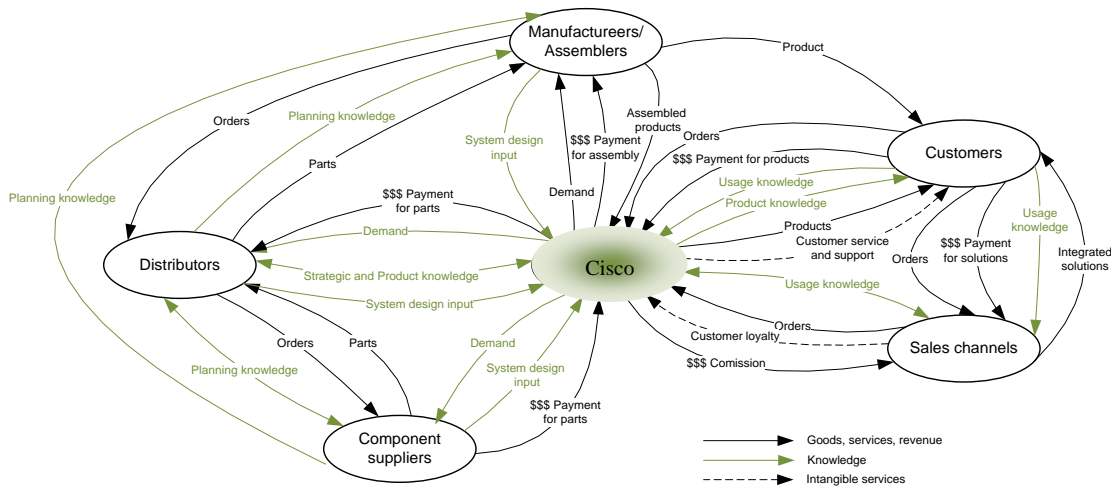 Manufactureers/
Assemblers
Product
Orders
Planning knowledge
Parts
System design
input
$$$ Payment
for assembly
Demand
Assembled
products
Orders
$$$ Payment for products
Usage knowledge
Product knowledge
Products
Customer service
and support
Customers
Usage
knowledge
Orders
$$$ Payment
for solutions
Integrated
solutions
Planning knowledge
$$$ Payment
for parts
Demand
Distributors
Strategic and Product knowledge
System design input
Cisco
Usage knowledge
Orders
Customer loyalty
$$$ Comission
Sales channels
Orders
Parts
Planning knowledge
Demand
System design
input
$$$ Payment
for parts
Component
suppliers
Goods, services, revenue
Knowledge
Intangible services